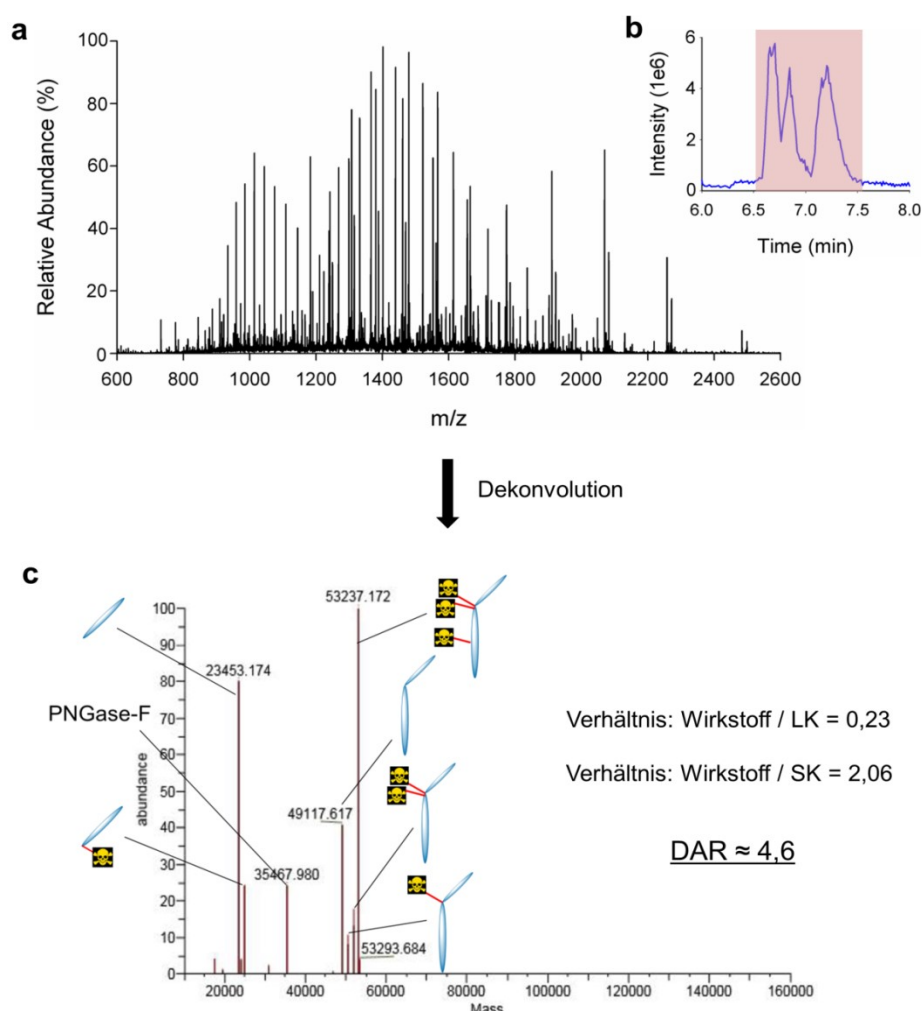 a
100
80
60
40
20
0
Relative Abundance (%)
600 800 1000 1200 1400 1600 1800 2000 2200 2400 2600
m/z
b
6
4
2
0
Intensity (1e6)
6.0 6.5 7.0 7.5 8.0
Time (min)
Dekonvolution
c
53237.172
100
90
80
70
60
50
40
30
20
10
0
abundance
23453.174
PNGase-F
49117.617
35467.980
53293.684
20000 40000 60000 80000 100000 120000 140000 160000
Mass
Verhältnis: Wirkstoff / LK = 0,23
Verhältnis: Wirkstoff / SK = 2,06
DAR ≈ 4,6